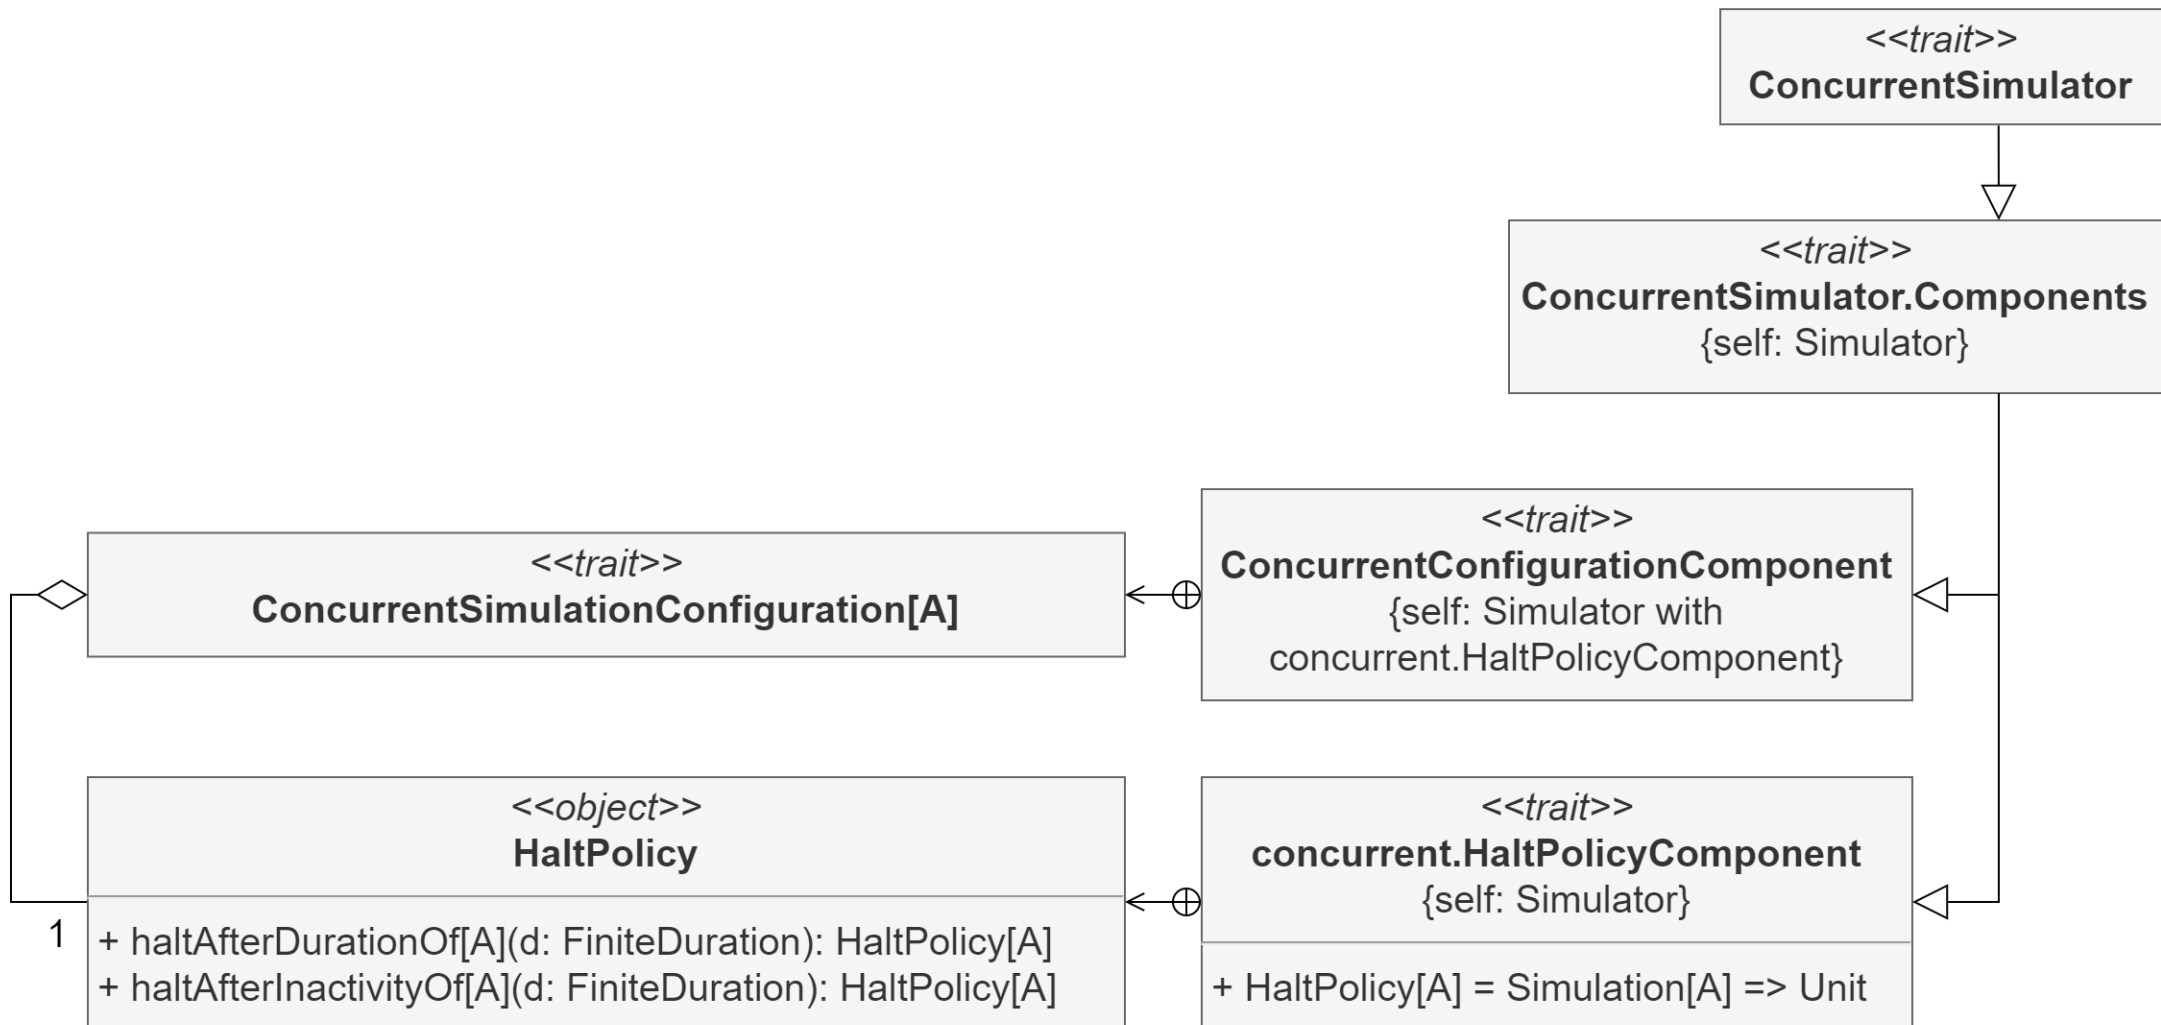 <<trait>>
ConcurrentSimulator
<<trait>>
ConcurrentSimulator.Components
{self: Simulator}
<<trait>>
ConcurrentSimulationConfiguration[A]
<<trait>>
ConcurrentConfigurationComponent
{self: Simulator with
concurrent.HaltPolicyComponent}
<<object>>
HaltPolicy
1
+ haltAfterDurationOf[A](d: FiniteDuration): HaltPolicy[A]
+ haltAfterInactivityOf[A](d: FiniteDuration): HaltPolicy[A]
<<trait>>
concurrent.HaltPolicyComponent
{self: Simulator}
+ HaltPolicy[A] = Simulation[A] => Unit